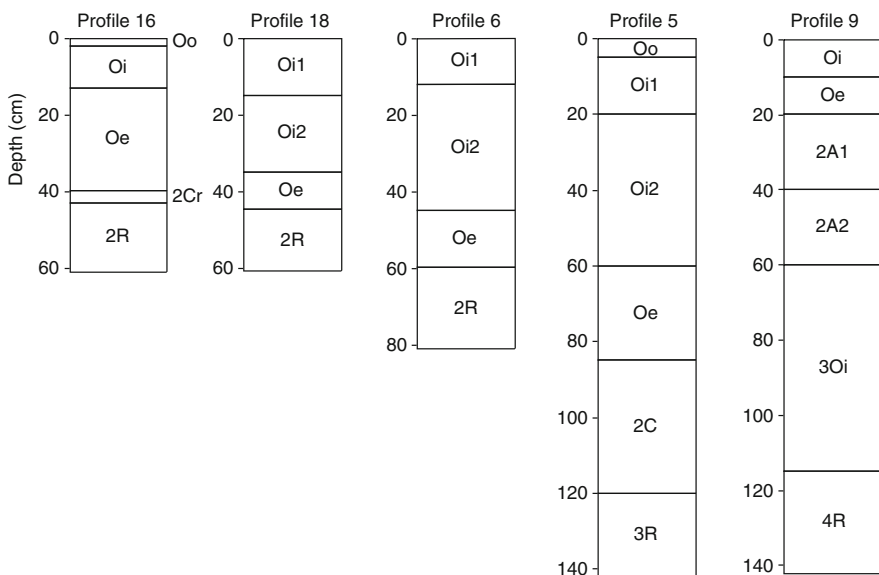 Profile 16
Profile 18
Profile 6
Profile 5
Profile 9
Depth (cm)
0
20
40
60
Oo
Oi
Oe
2Cr
2R
0
20
40
60
Oi1
Oi2
Oe
2R
0
20
40
60
80
Oi1
Oi2
Oe
2R
0
20
40
60
80
100
120
140
Oo
Oi1
Oi2
Oe
2C
3R
0
20
40
60
80
100
120
140
Oi
Oe
2A1
2A2
3Oi
4R